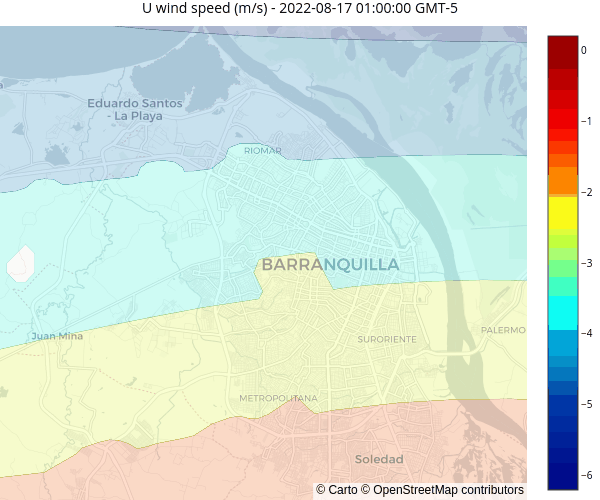 U wind speed (m/s) - 2022-08-17 01:00:00 GMT-5
0
Eduardo Santos
- La Playa
−1
RIOMAR
−2
BARRANQUILLA
−3
Juan Mina
SURORIENTE
PALERMO
−4
METROPOLITANA
−5
Soledad
−6
© Carto © OpenStreetMap contributors